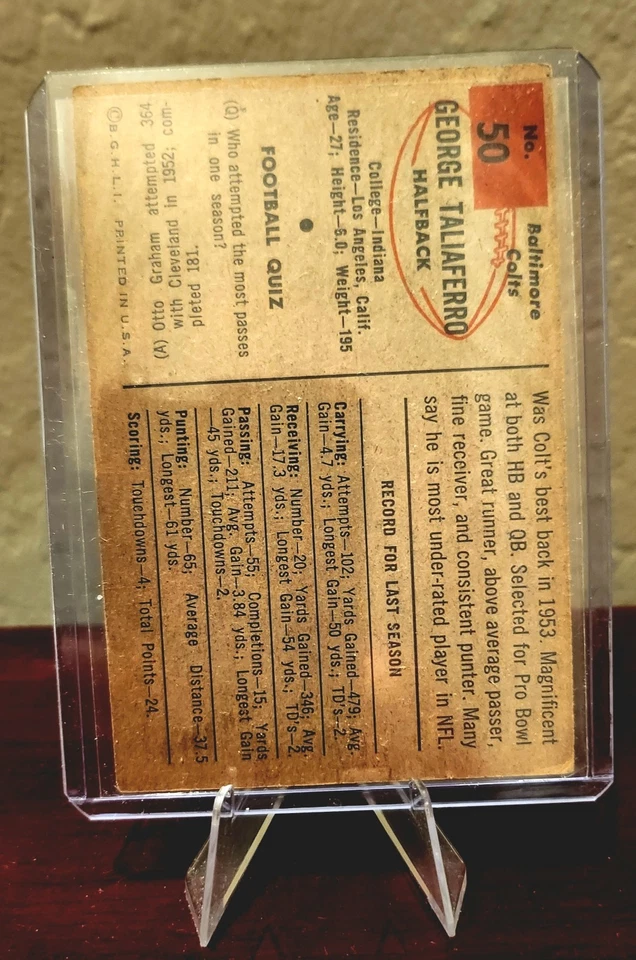 No.
50
Baltimore
Colts
GEORGE TALIAFERRO
HALFBACK
College—Indiana
Residence—Los Angeles, Calif.
Age—27; Height—6.0; Weight—195
FOOTBALL QUIZ
(Q) Who attempted the most passes
in one season?
(A) Otto Graham attempted 364
with Cleveland in 1952; com-
pleted 181.
©B.G.H.L.I. PRINTED IN U.S.A.
Was Colt's best back in 1953. Magnificent
at both HB and QB. Selected for Pro Bowl
game. Great runner, above average passer,
fine receiver, and consistent punter. Many
say he is most under-rated player in NFL.
RECORD FOR LAST SEASON
Carrying: Attempts—102; Yards Gained—479; Avg.
Gain—4.7 yds.; Longest Gain—50 yds.; TD's—2.
Receiving: Number—20; Yards Gained—346; Avg.
Gain—17.3 yds.; Longest Gain—54 yds.; TD's—2.
Passing: Attempts—55; Completions—15; Yards
Gained—211; Avg. Gain—3.84 yds.; Longest Gain
—45 yds.; Touchdowns—2.
Punting: Number—65; Average Distance—37.5
yds.; Longest—61 yds.
Scoring: Touchdowns—4; Total Points—24.